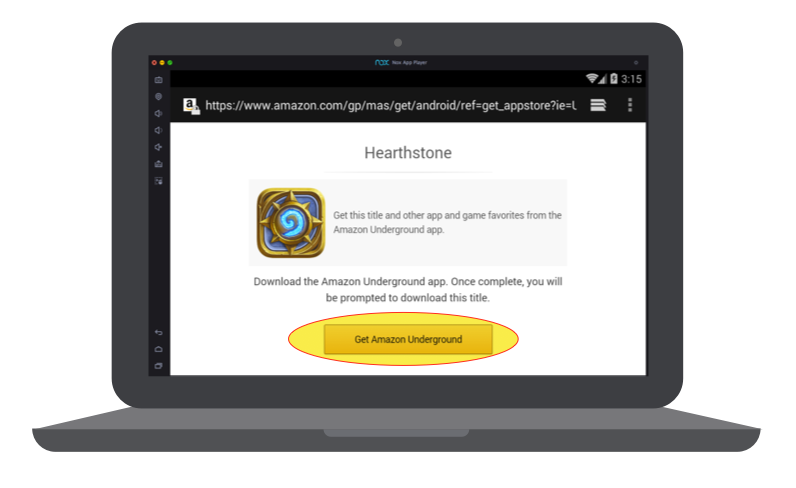 nox Nox App Player
3:15
a https://www.amazon.com/gp/mas/get/android/ref=get_appstore?ie=U
Hearthstone
Get this title and other app and game favorites from the
Amazon Underground app.
Download the Amazon Underground app. Once complete, you will
be prompted to download this title.
Get Amazon Underground